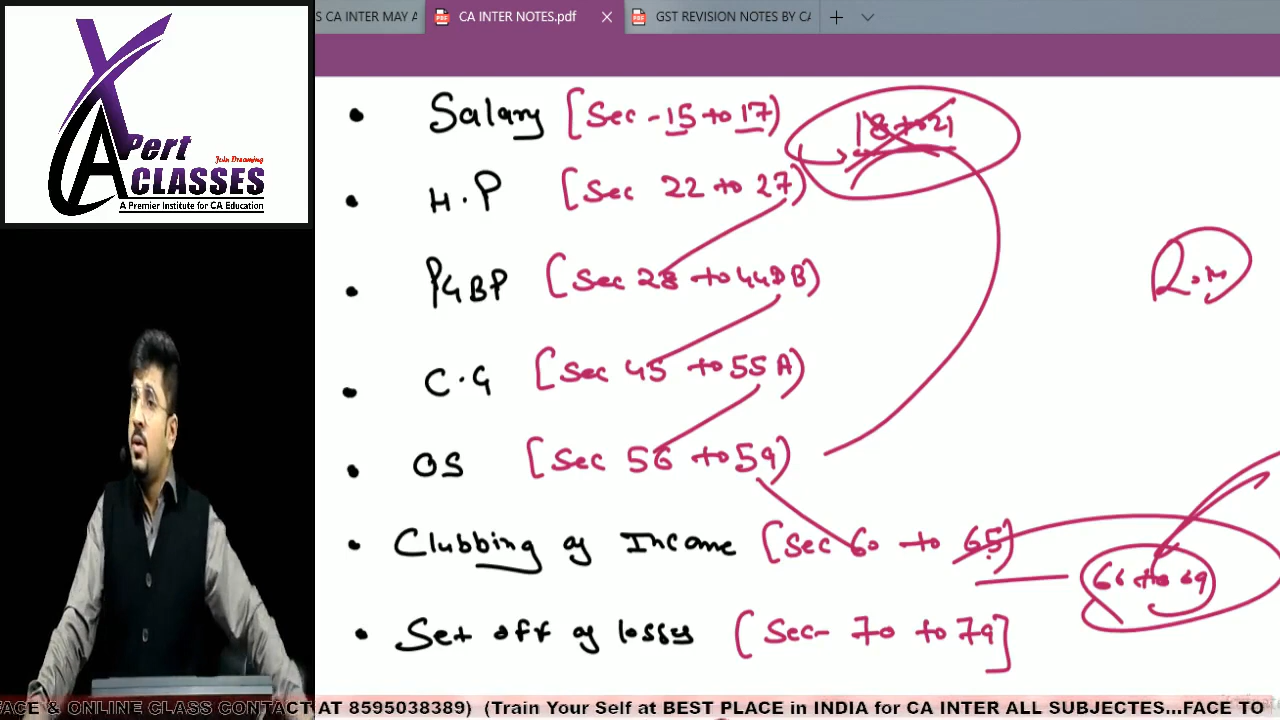 S CA INTER MAY A
CA INTER NOTES.pdf
GST REVISION NOTES BY CA
XPert
Join Dreaming
CA CLASSES
A Premier Institute for CA Education
• Salary [Sec - 15 to 17)
18 to 21
• H.P [Sec 22 to 27)
• PGBP [Sec 28 to 44DB)
• C.G [Sec 45 to 55A)
• OS [Sec 56 to 59)
• Clubbing of Income [Sec 60 to 65)
66 to 69
• Set off of losses [Sec- 70 to 79]
FACE & ONLINE CLASS CONTACT AT 8595038389) (Train Your Self at BEST PLACE in INDIA for CA INTER ALL SUBJECTES...FACE TO